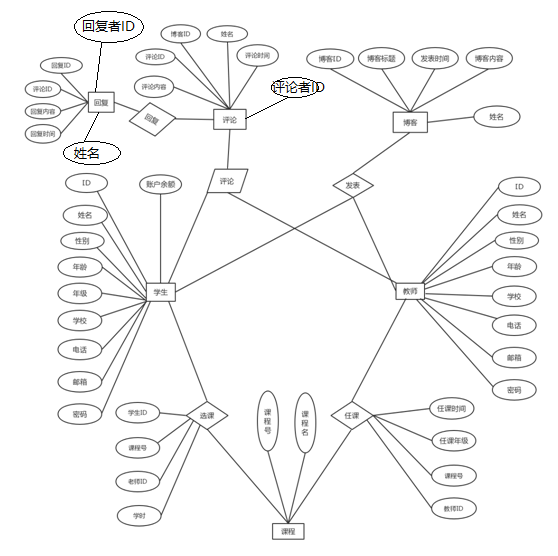 回复者ID
博客ID
姓名
评论时间
回复ID
评论ID
评论ID
评论内容
评论者ID
回复内容
回复时间
回复
回复
评论
姓名
博客ID
博客标题
发表时间
博客内容
姓名
博客
ID
账户余额
评论
发表
姓名
性别
年龄
年级
学校
电话
邮箱
密码
学生
教师
ID
姓名
性别
年龄
学校
电话
邮箱
密码
学生ID
课程号
老师ID
学时
选课
课程号
课程名
任课
任课时间
任课年级
课程号
教师ID
课程